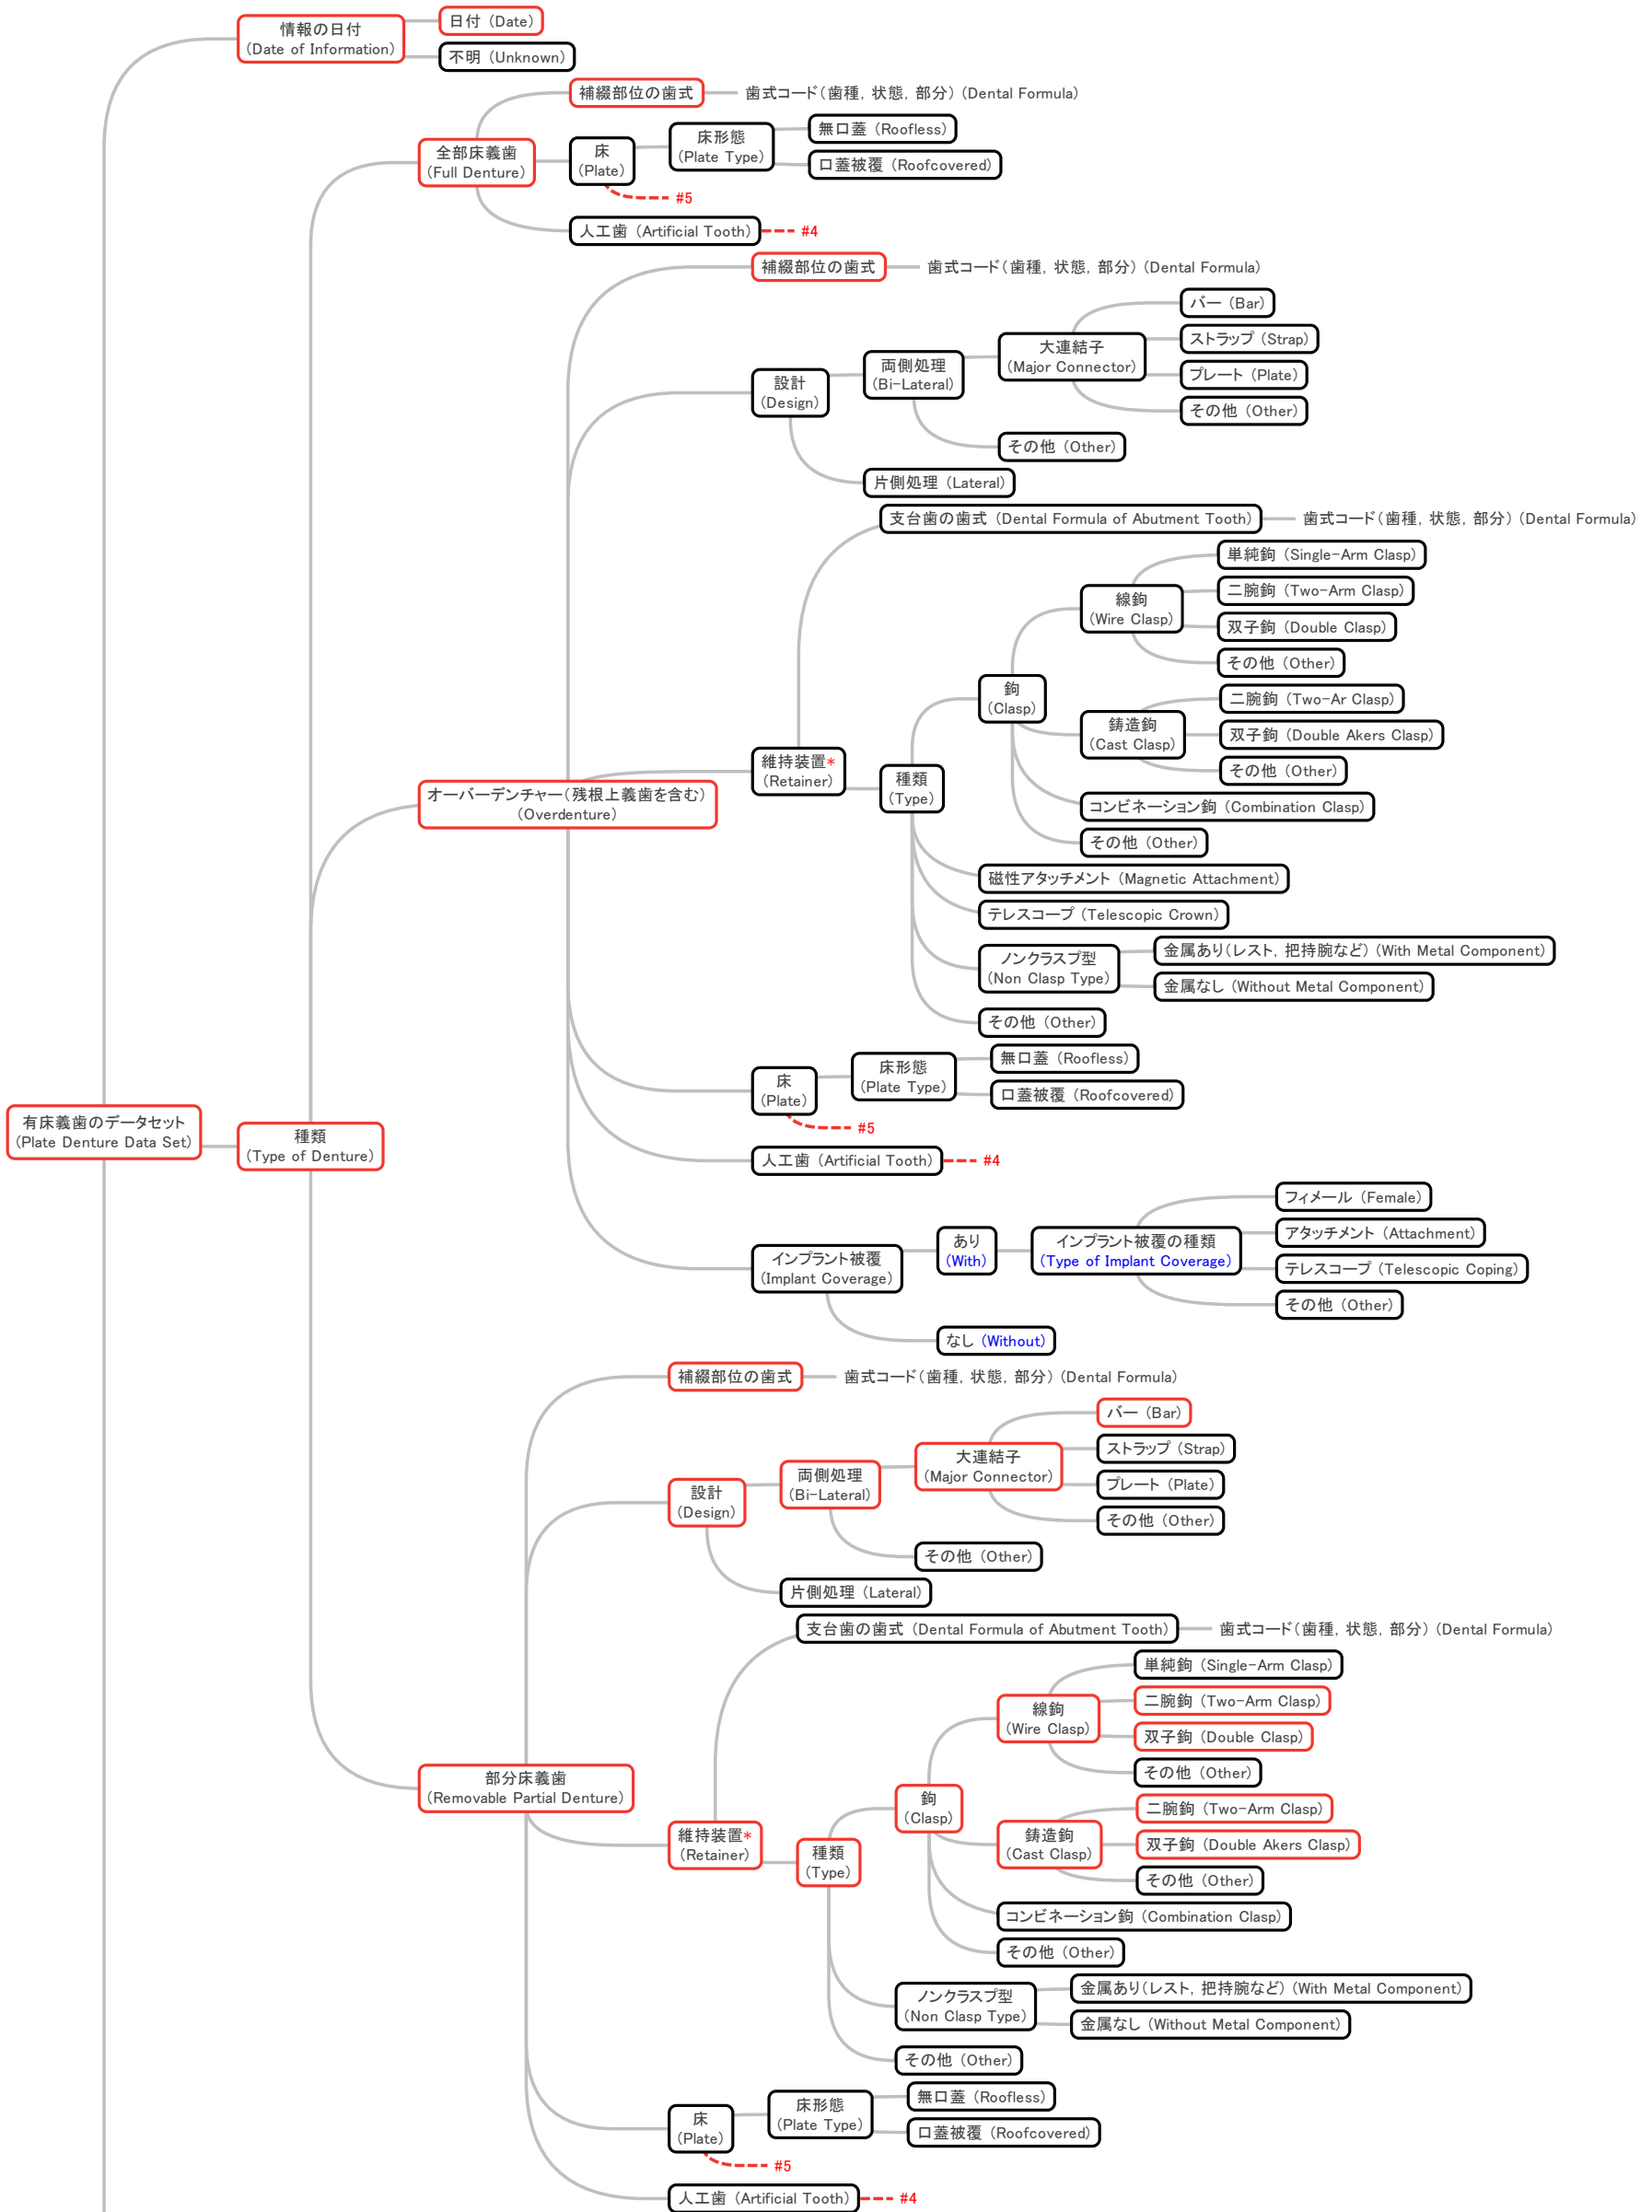 情報の日付
(Date of Information)
日付 (Date)
不明 (Unknown)
補綴部位の歯式
歯式コード(歯種, 状態, 部分) (Dental Formula)
全部床義歯
(Full Denture)
床
(Plate)
床形態
(Plate Type)
無口蓋 (Roofless)
口蓋被覆 (Roofcovered)
#5
人工歯 (Artificial Tooth)
#4
補綴部位の歯式
歯式コード(歯種, 状態, 部分) (Dental Formula)
設計
(Design)
両側処理
(Bi-Lateral)
大連結子
(Major Connector)
バー (Bar)
ストラップ (Strap)
プレート (Plate)
その他 (Other)
その他 (Other)
片側処理 (Lateral)
支台歯の歯式 (Dental Formula of Abutment Tooth)
歯式コード(歯種, 状態, 部分) (Dental Formula)
単純鉤 (Single-Arm Clasp)
線鉤
(Wire Clasp)
二腕鉤 (Two-Arm Clasp)
双子鉤 (Double Clasp)
その他 (Other)
鉤
(Clasp)
二腕鉤 (Two-Ar Clasp)
鋳造鉤
(Cast Clasp)
双子鉤 (Double Akers Clasp)
その他 (Other)
維持装置*
(Retainer)
種類
(Type)
オーバーデンチャー(残根上義歯を含む)
(Overdenture)
コンビネーション鉤 (Combination Clasp)
その他 (Other)
磁性アタッチメント (Magnetic Attachment)
テレスコープ (Telescopic Crown)
ノンクラスプ型
(Non Clasp Type)
金属あり(レスト, 把持腕など) (With Metal Component)
金属なし (Without Metal Component)
その他 (Other)
床
(Plate)
床形態
(Plate Type)
無口蓋 (Roofless)
口蓋被覆 (Roofcovered)
#5
有床義歯のデータセット
(Plate Denture Data Set)
種類
(Type of Denture)
人工歯 (Artificial Tooth)
#4
インプラント被覆
(Implant Coverage)
あり
(With)
インプラント被覆の種類
(Type of Implant Coverage)
フィメール (Female)
アタッチメント (Attachment)
テレスコープ (Telescopic Coping)
その他 (Other)
なし (Without)
補綴部位の歯式
歯式コード(歯種, 状態, 部分) (Dental Formula)
設計
(Design)
両側処理
(Bi-Lateral)
大連結子
(Major Connector)
バー (Bar)
ストラップ (Strap)
プレート (Plate)
その他 (Other)
その他 (Other)
片側処理 (Lateral)
支台歯の歯式 (Dental Formula of Abutment Tooth)
歯式コード(歯種, 状態, 部分) (Dental Formula)
単純鉤 (Single-Arm Clasp)
線鉤
(Wire Clasp)
二腕鉤 (Two-Arm Clasp)
双子鉤 (Double Clasp)
その他 (Other)
部分床義歯
(Removable Partial Denture)
鉤
(Clasp)
二腕鉤 (Two-Arm Clasp)
鋳造鉤
(Cast Clasp)
双子鉤 (Double Akers Clasp)
その他 (Other)
維持装置*
(Retainer)
種類
(Type)
コンビネーション鉤 (Combination Clasp)
その他 (Other)
ノンクラスプ型
(Non Clasp Type)
金属あり(レスト, 把持腕など) (With Metal Component)
金属なし (Without Metal Component)
その他 (Other)
床
(Plate)
床形態
(Plate Type)
無口蓋 (Roofless)
口蓋被覆 (Roofcovered)
#5
人工歯 (Artificial Tooth)
#4